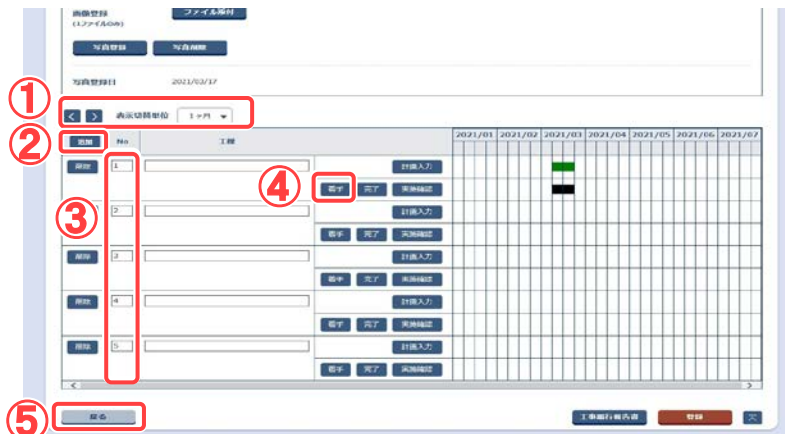 画像登録 ファイル添付
(1ファイルのみ)
写真登録 写真削除
写真登録日 2021/03/17
①
< > 表示切替単位 1ヶ月
②
追加 No 工種 2021/01 2021/02 2021/03 2021/04 2021/05 2021/06 2021/07
削除 1 計画入力
④
着手 完了 実施確認
③
2 計画入力
着手 完了 実施確認
削除 3 計画入力
着手 完了 実施確認
削除 4 計画入力
着手 完了 実施確認
削除 5 計画入力
着手 完了 実施確認
⑤
戻る 工事履行報告書 登録